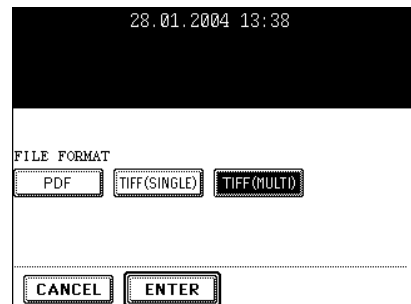 28.01.2004 13:38
FILE FORMAT
PDF TIFF(SINGLE) TIFF(MULTI)
CANCEL ENTER